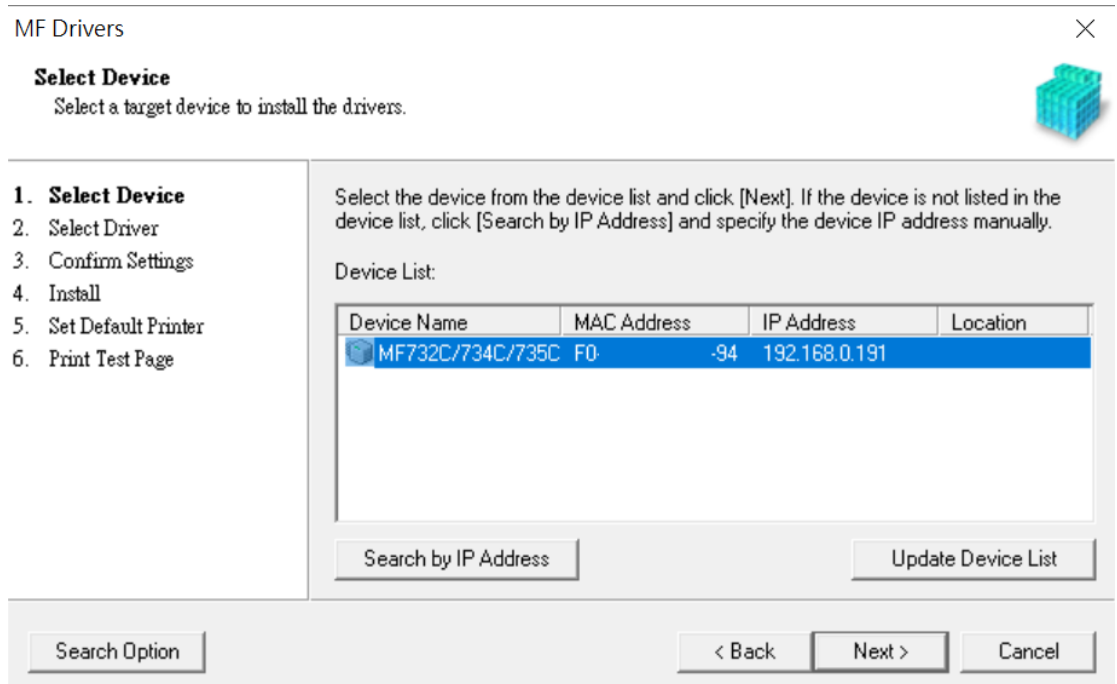 MF Drivers
Select Device
Select a target device to install the drivers.
1. Select Device
2. Select Driver
3. Confirm Settings
4. Install
5. Set Default Printer
6. Print Test Page
Select the device from the device list and click [Next]. If the device is not listed in the
device list, click [Search by IP Address] and specify the device IP address manually.
Device List:
Device Name MAC Address IP Address Location
MF732C/734C/735C F0- -94 192.168.0.191
Search by IP Address Update Device List
Search Option < Back Next > Cancel